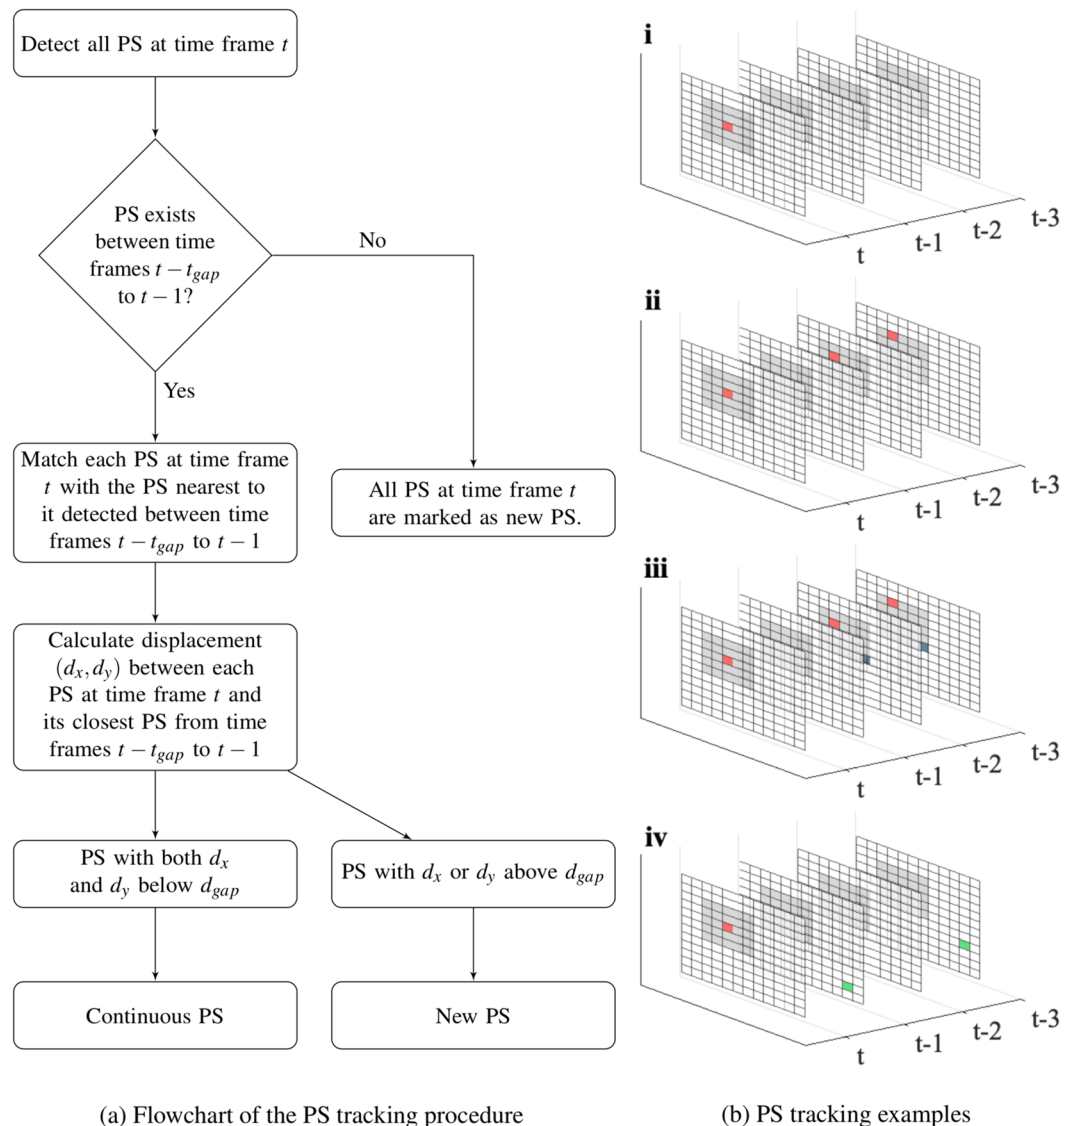 Detect all PS at time frame t
PS exists
between time
frames t − t_gap
to t − 1?
No
Yes
Match each PS at time frame
t with the PS nearest to
it detected between time
frames t − t_gap to t − 1
All PS at time frame t
are marked as new PS.
Calculate displacement
(d_x, d_y) between each
PS at time frame t and
its closest PS from time
frames t − t_gap to t − 1
PS with both d_x
and d_y below d_gap
PS with d_x or d_y above d_gap
Continuous PS
New PS
(a) Flowchart of the PS tracking procedure
i
t
t-1
t-2
t-3
ii
t
t-1
t-2
t-3
iii
t
t-1
t-2
t-3
iv
t
t-1
t-2
t-3
(b) PS tracking examples